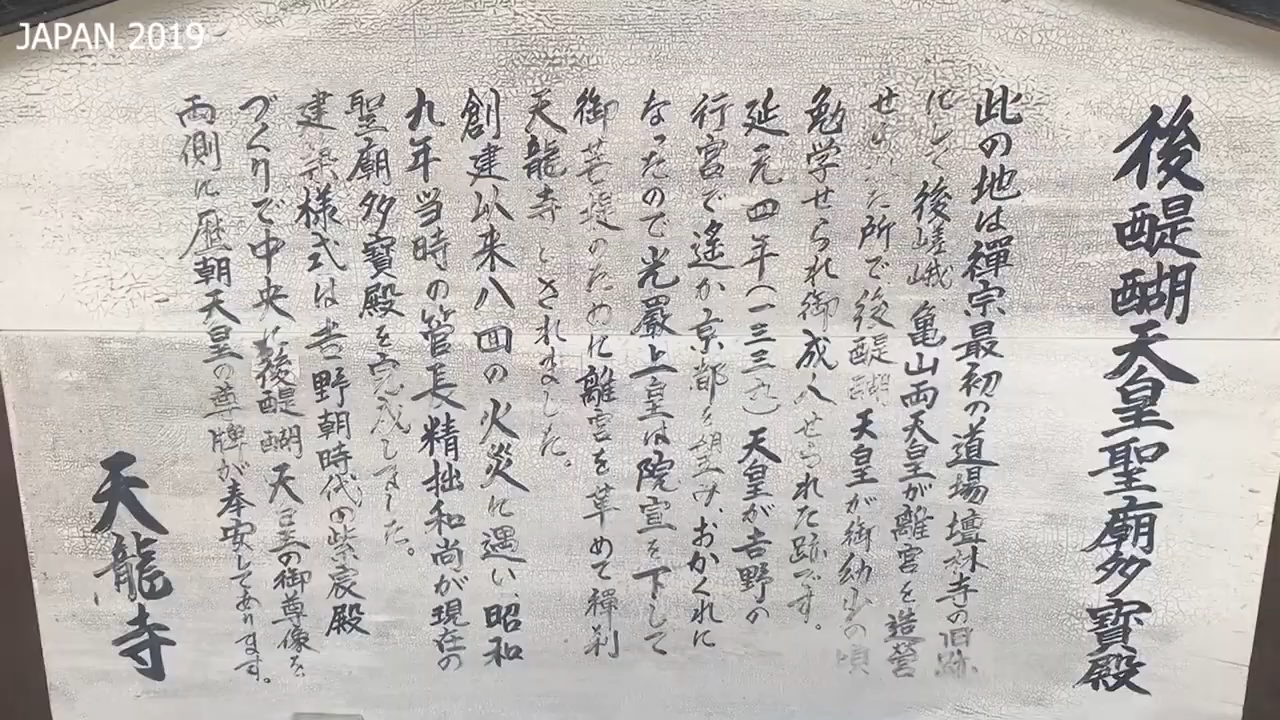 JAPAN 2019
後醍醐天皇聖廟多寶殿
此の地は禪宗最初の道場壇林寺の旧跡
にして後嵯峨、亀山両天皇が離宮を造営
せられた所で後醍醐天皇が御幼少の頃
勉学せられ御成人せられた跡です。
延元四年(一三三九)天皇が吉野の
行宮で遙か京都を望み、おかくれに
なったので光嚴上皇は院宣を下して
御菩提のために離宮を革めて禪刹
天龍寺とされました。
創建以来八回の火災に遇い、昭和
九年当時の管長精拙和尚が現在の
聖廟多寶殿を完成しました。
建築様式は吉野朝時代の紫宸殿
づくりで中央に後醍醐天皇の御尊像を
両側に歴朝天皇の尊牌が奉安してあります。
天龍寺